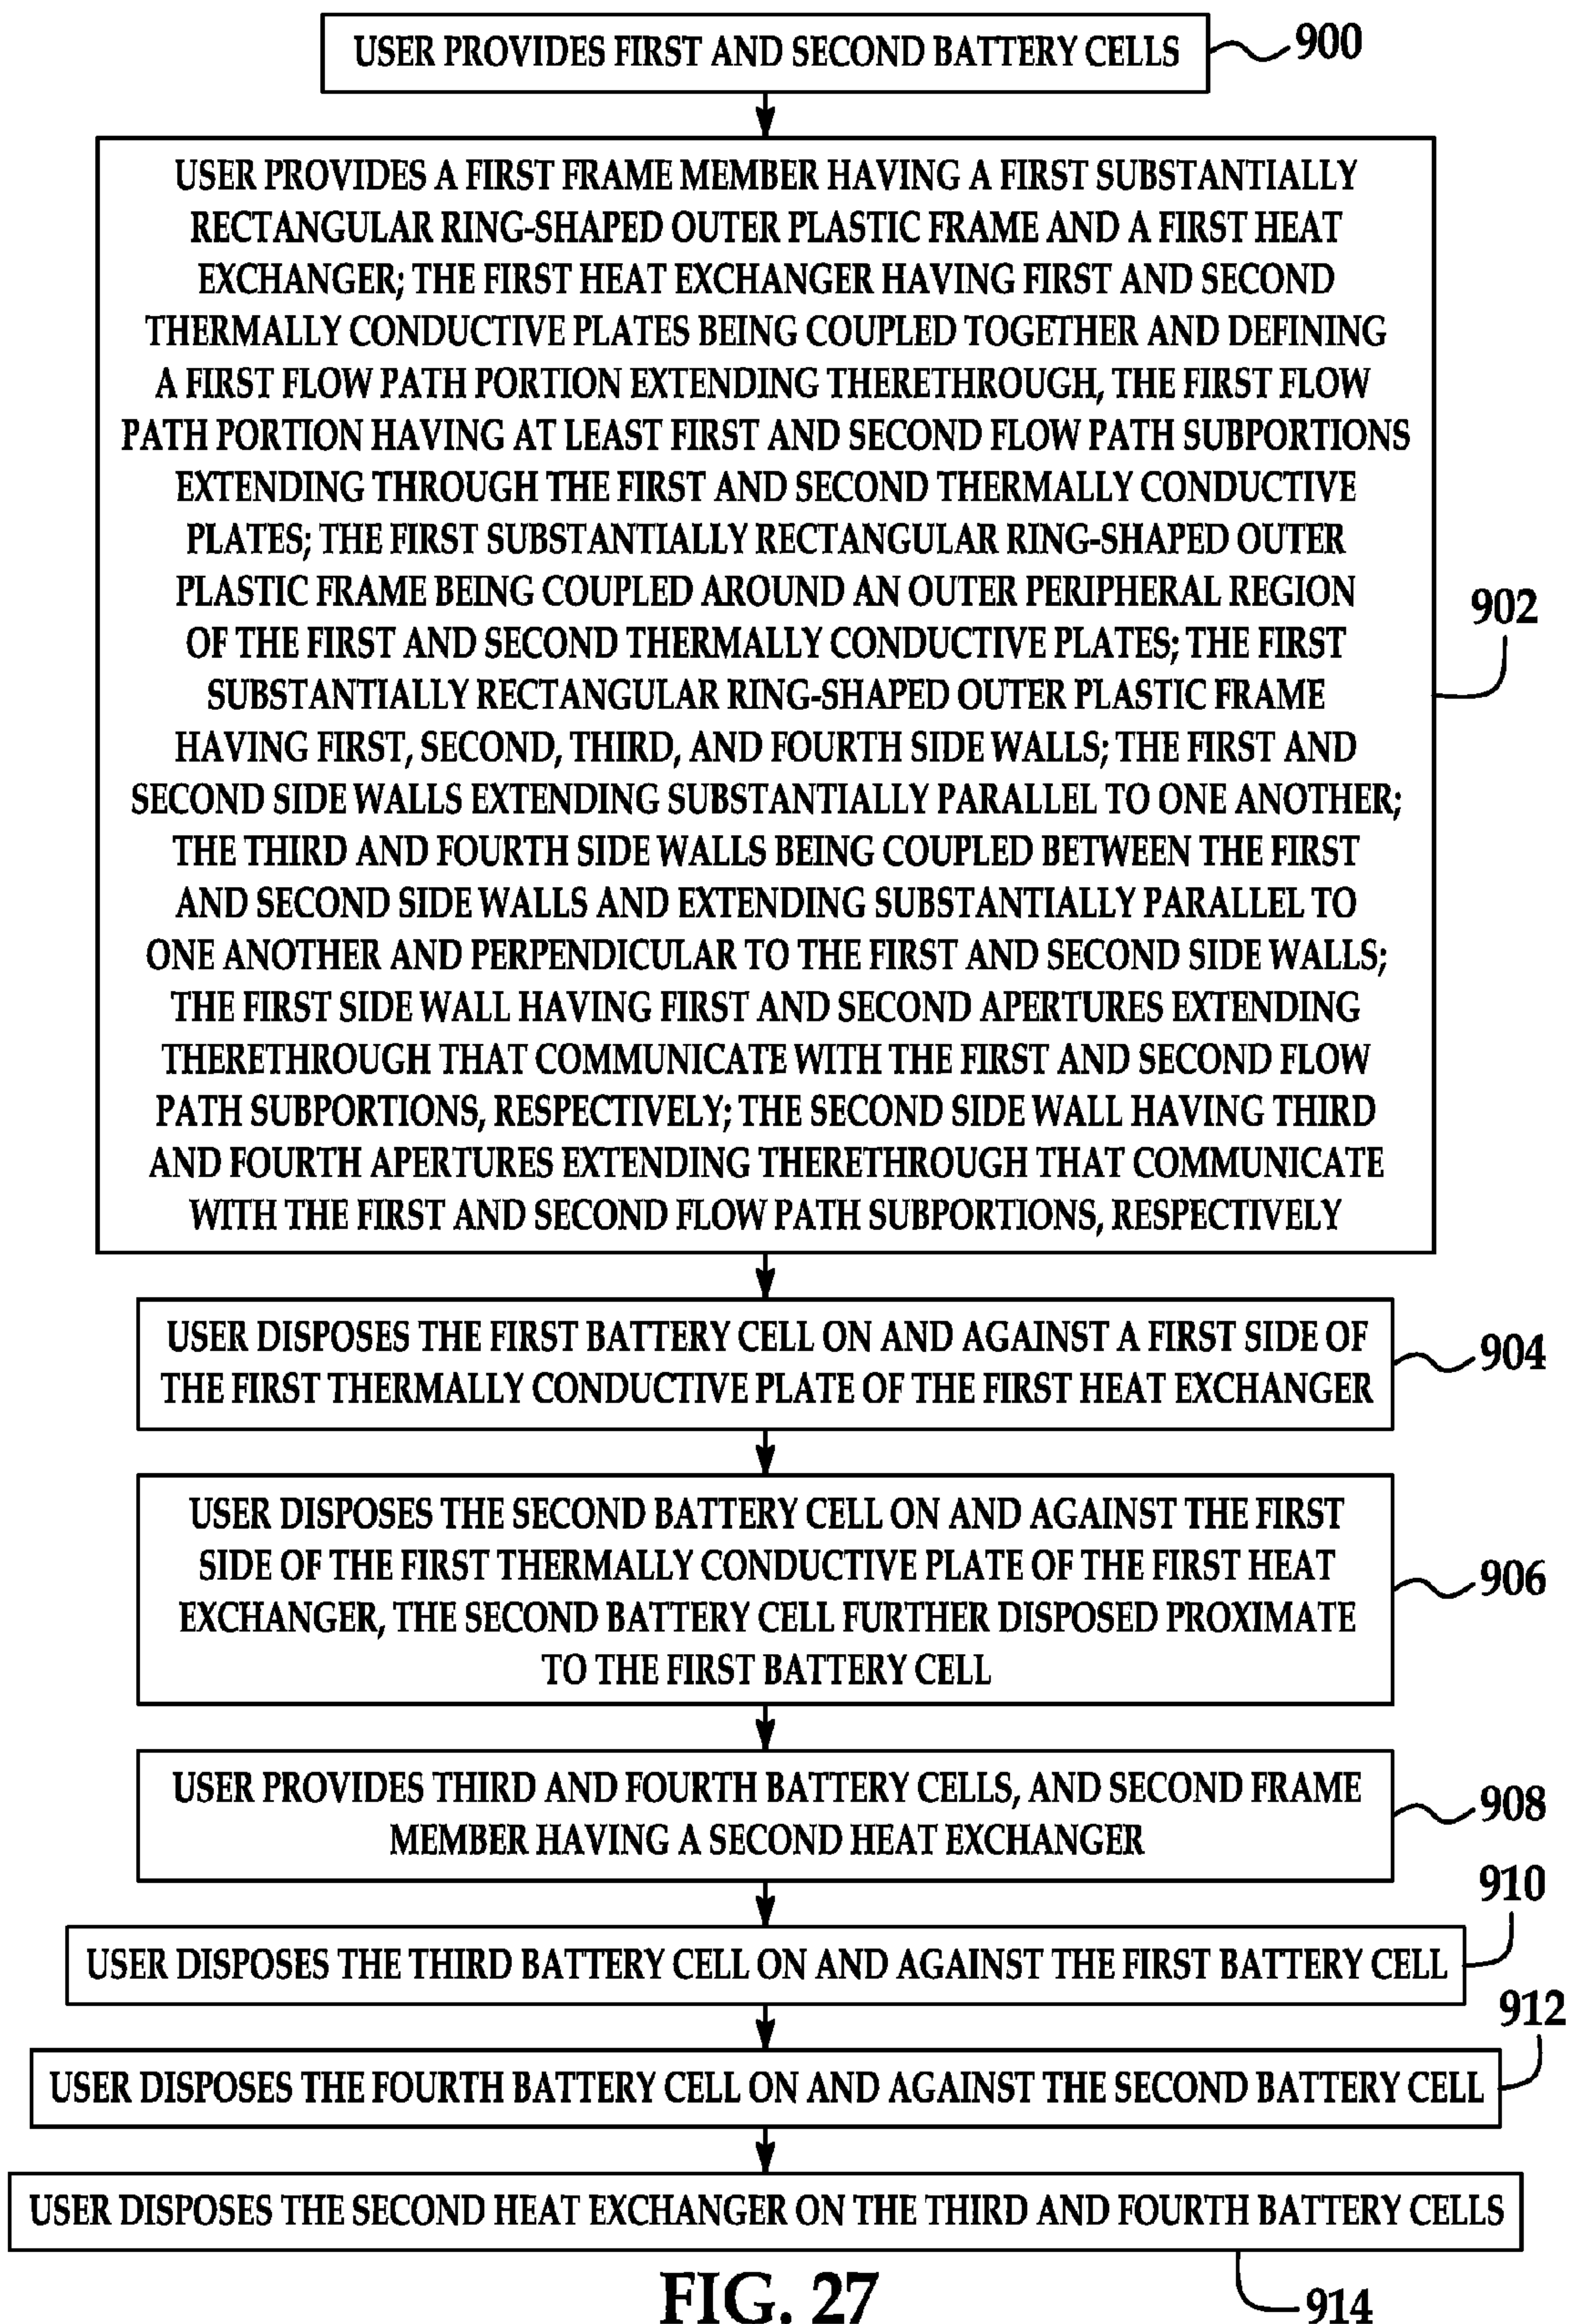 USER PROVIDES FIRST AND SECOND BATTERY CELLS
900
USER PROVIDES A FIRST FRAME MEMBER HAVING A FIRST SUBSTANTIALLY
RECTANGULAR RING-SHAPED OUTER PLASTIC FRAME AND A FIRST HEAT
EXCHANGER; THE FIRST HEAT EXCHANGER HAVING FIRST AND SECOND
THERMALLY CONDUCTIVE PLATES BEING COUPLED TOGETHER AND DEFINING
A FIRST FLOW PATH PORTION EXTENDING THERETHROUGH, THE FIRST FLOW
PATH PORTION HAVING AT LEAST FIRST AND SECOND FLOW PATH SUBPORTIONS
EXTENDING THROUGH THE FIRST AND SECOND THERMALLY CONDUCTIVE
PLATES; THE FIRST SUBSTANTIALLY RECTANGULAR RING-SHAPED OUTER
PLASTIC FRAME BEING COUPLED AROUND AN OUTER PERIPHERAL REGION
OF THE FIRST AND SECOND THERMALLY CONDUCTIVE PLATES; THE FIRST
SUBSTANTIALLY RECTANGULAR RING-SHAPED OUTER PLASTIC FRAME
HAVING FIRST, SECOND, THIRD, AND FOURTH SIDE WALLS; THE FIRST AND
SECOND SIDE WALLS EXTENDING SUBSTANTIALLY PARALLEL TO ONE ANOTHER;
THE THIRD AND FOURTH SIDE WALLS BEING COUPLED BETWEEN THE FIRST
AND SECOND SIDE WALLS AND EXTENDING SUBSTANTIALLY PARALLEL TO
ONE ANOTHER AND PERPENDICULAR TO THE FIRST AND SECOND SIDE WALLS;
THE FIRST SIDE WALL HAVING FIRST AND SECOND APERTURES EXTENDING
THERETHROUGH THAT COMMUNICATE WITH THE FIRST AND SECOND FLOW
PATH SUBPORTIONS, RESPECTIVELY; THE SECOND SIDE WALL HAVING THIRD
AND FOURTH APERTURES EXTENDING THERETHROUGH THAT COMMUNICATE
WITH THE FIRST AND SECOND FLOW PATH SUBPORTIONS, RESPECTIVELY
902
USER DISPOSES THE FIRST BATTERY CELL ON AND AGAINST A FIRST SIDE OF
THE FIRST THERMALLY CONDUCTIVE PLATE OF THE FIRST HEAT EXCHANGER
904
USER DISPOSES THE SECOND BATTERY CELL ON AND AGAINST THE FIRST
SIDE OF THE FIRST THERMALLY CONDUCTIVE PLATE OF THE FIRST HEAT
EXCHANGER, THE SECOND BATTERY CELL FURTHER DISPOSED PROXIMATE
TO THE FIRST BATTERY CELL
906
USER PROVIDES THIRD AND FOURTH BATTERY CELLS, AND SECOND FRAME
MEMBER HAVING A SECOND HEAT EXCHANGER
908
USER DISPOSES THE THIRD BATTERY CELL ON AND AGAINST THE FIRST BATTERY CELL
910
USER DISPOSES THE FOURTH BATTERY CELL ON AND AGAINST THE SECOND BATTERY CELL
912
USER DISPOSES THE SECOND HEAT EXCHANGER ON THE THIRD AND FOURTH BATTERY CELLS
914
FIG. 27